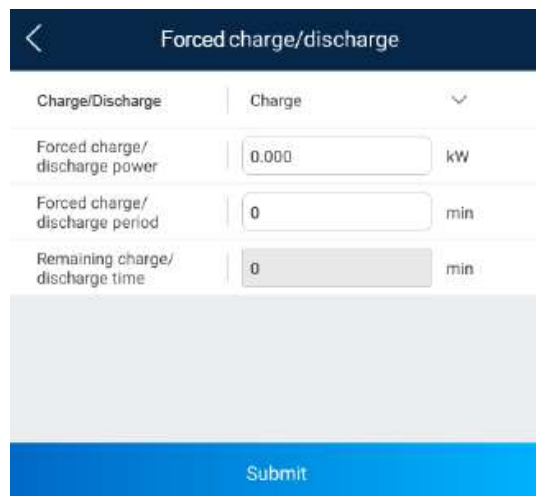 Forced charge/discharge
Charge/Discharge
Charge
Forced charge/
discharge power
0.000
kW
Forced charge/
discharge period
0
min
Remaining charge/
discharge time
0
min
Submit